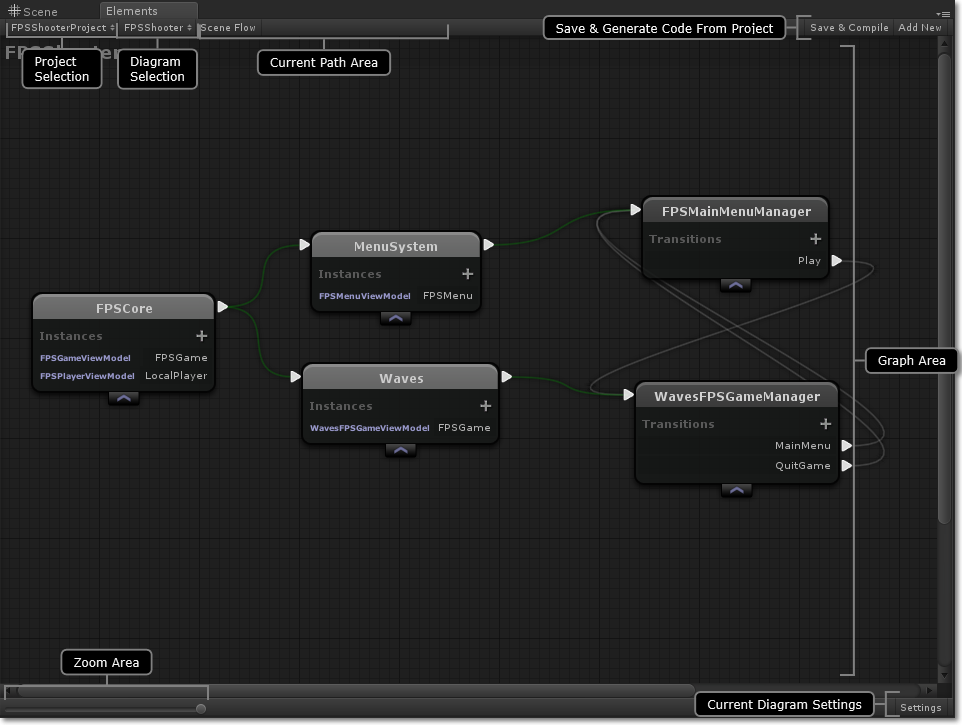 Scene
Elements
FPSShooterProject
FPSShooter
Scene Flow
Save & Generate Code From Project
Save & Compile
Add New
Project
Selection
Diagram
Selection
Current Path Area
FPSMainMenuManager
Transitions
Play
MenuSystem
Instances
FPSMenuViewModel FPSMenu
FPSCore
Instances
FPSGameViewModel FPSGame
FPSPlayerViewModel LocalPlayer
Graph Area
Waves
Instances
WavesFPSGameViewModel FPSGame
WavesFPSGameManager
Transitions
MainMenu
QuitGame
Zoom Area
Current Diagram Settings
Settings